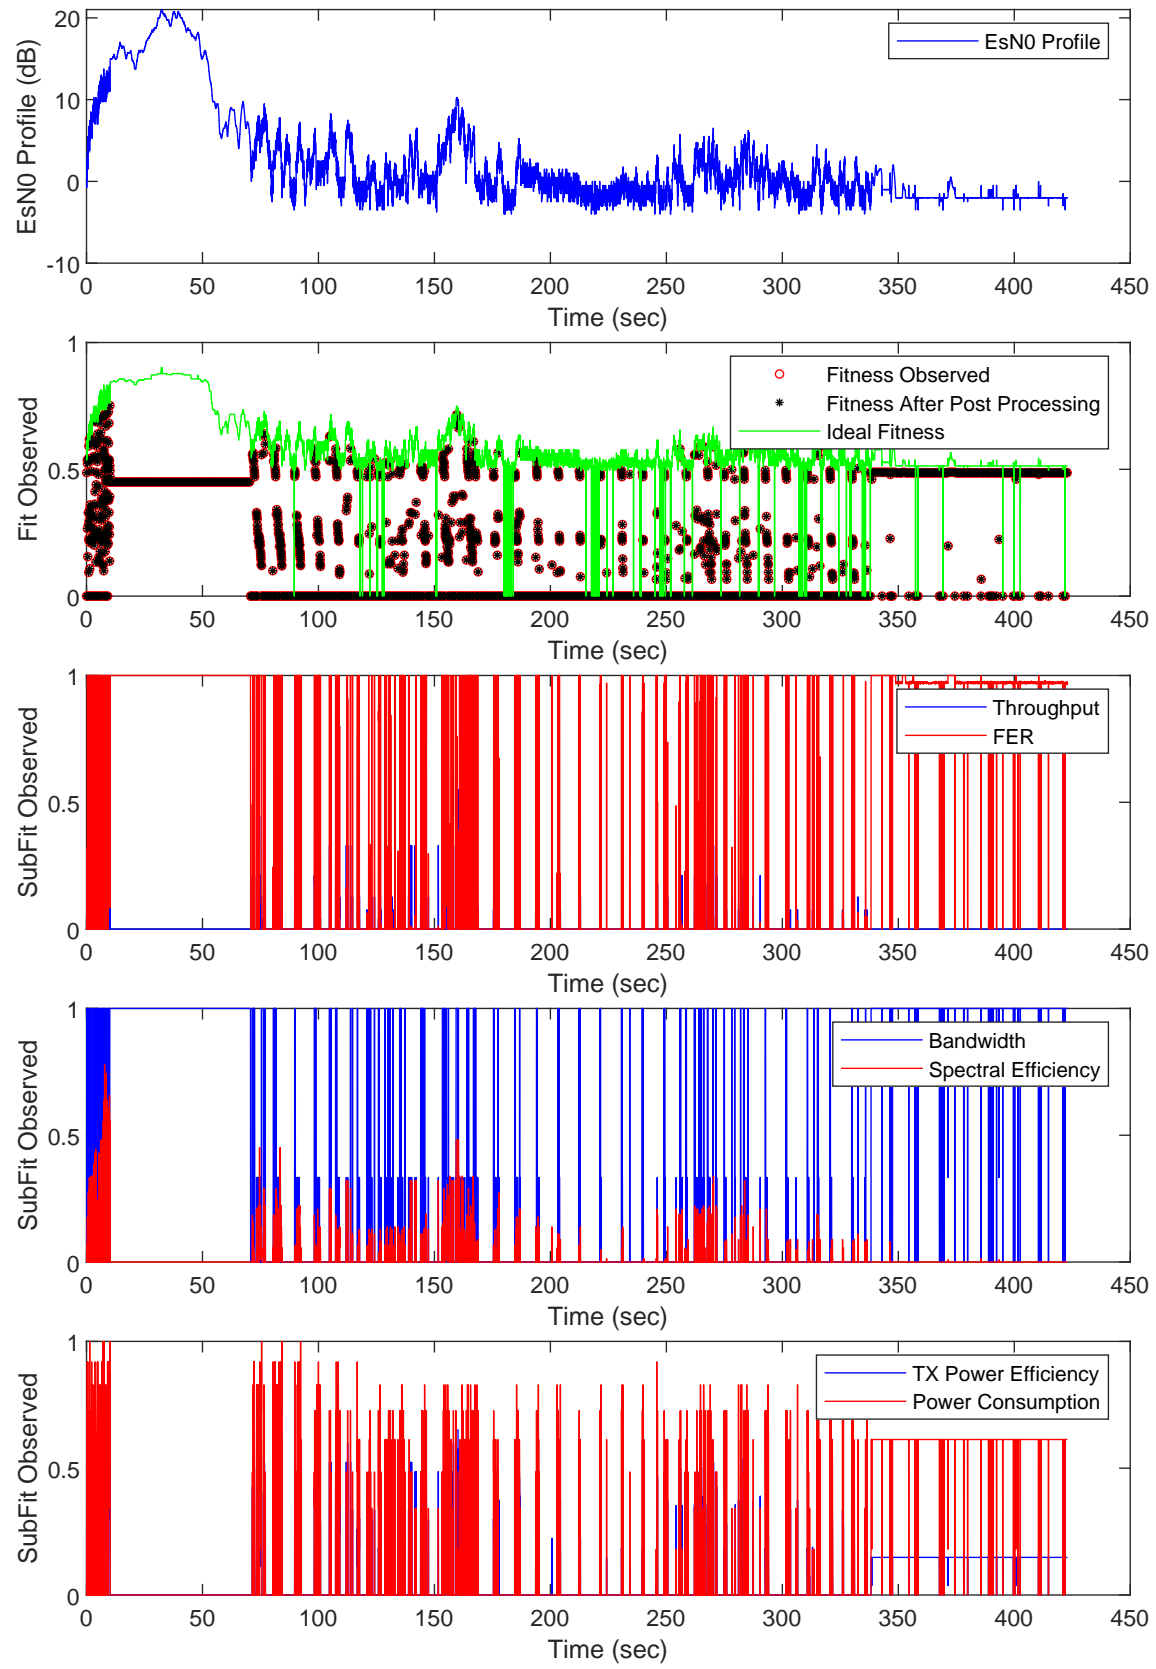 EsN0 Profile (dB)
20
10
0
-10
EsN0 Profile
0 50 100 150 200 250 300 350 400 450
Time (sec)
Fit Observed
1
0.5
0
Fitness Observed
Fitness After Post Processing
Ideal Fitness
0 50 100 150 200 250 300 350 400 450
Time (sec)
SubFit Observed
1
0.5
0
Throughput
FER
0 50 100 150 200 250 300 350 400 450
Time (sec)
SubFit Observed
1
0.5
0
Bandwidth
Spectral Efficiency
0 50 100 150 200 250 300 350 400 450
Time (sec)
SubFit Observed
1
0.5
0
TX Power Efficiency
Power Consumption
0 50 100 150 200 250 300 350 400 450
Time (sec)